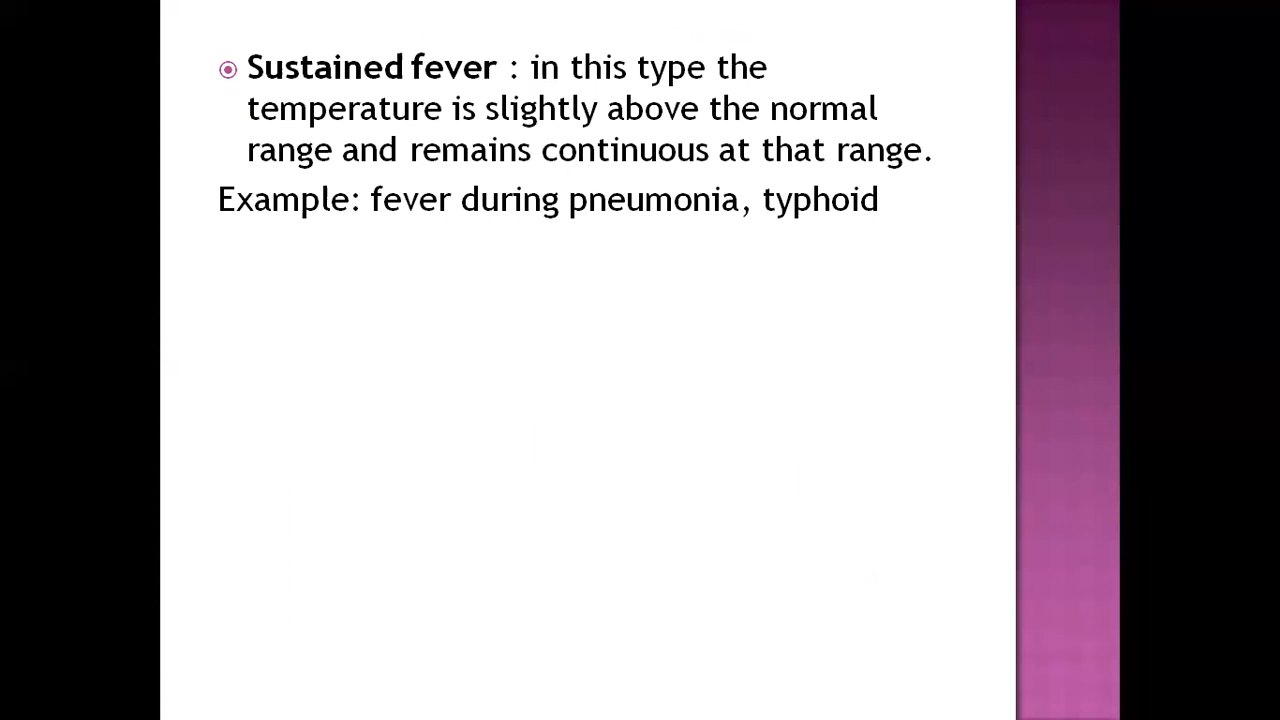 Sustained fever : in this type the
temperature is slightly above the normal
range and remains continuous at that range.
Example: fever during pneumonia, typhoid